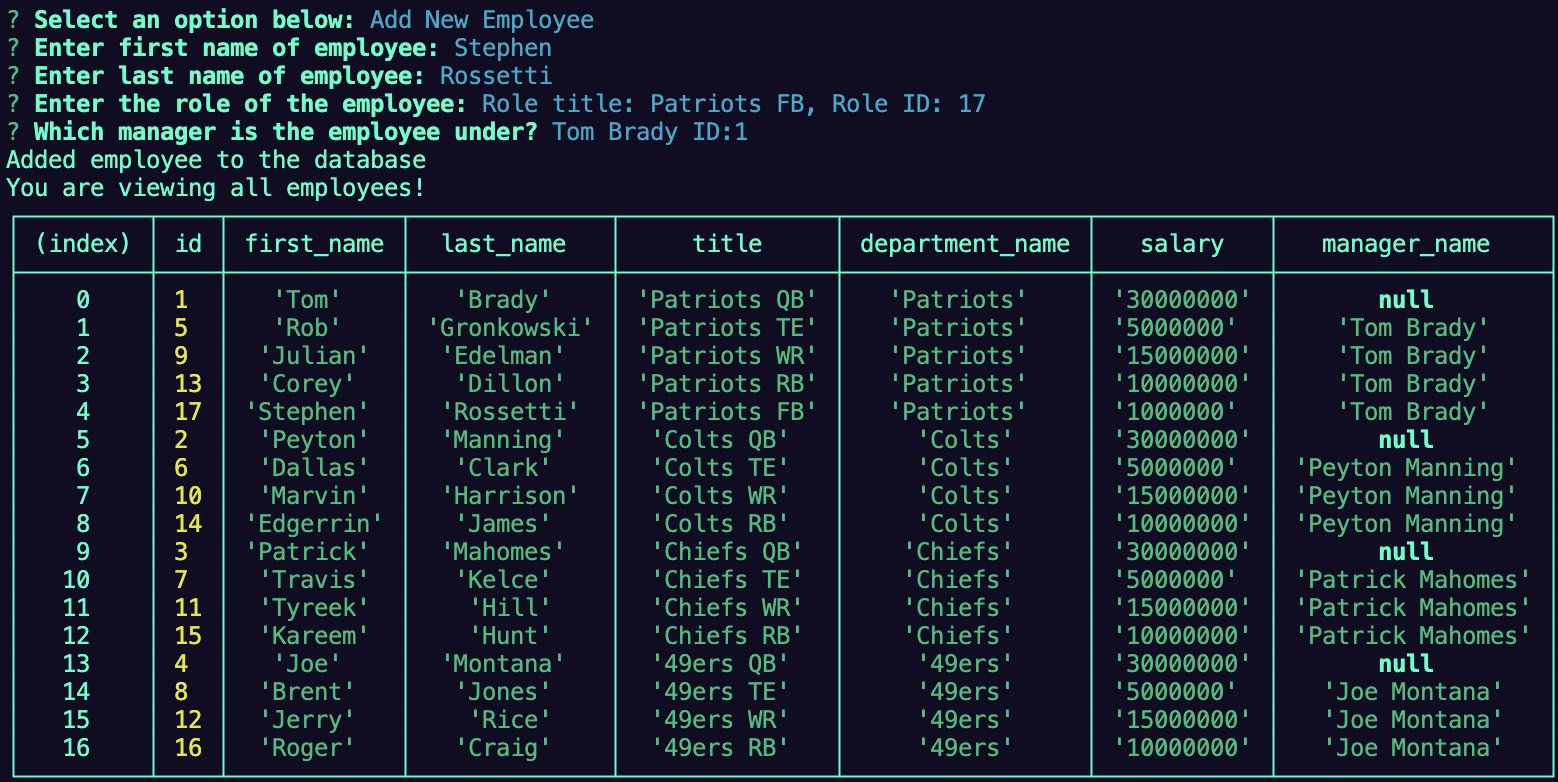 ? Select an option below: Add New Employee
? Enter first name of employee: Stephen
? Enter last name of employee: Rossetti
? Enter the role of the employee: Role title: Patriots FB, Role ID: 17
? Which manager is the employee under? Tom Brady ID:1
Added employee to the database
You are viewing all employees!
(index) id first_name last_name title department_name salary manager_name
0 1 'Tom' 'Brady' 'Patriots QB' 'Patriots' '30000000' null
1 5 'Rob' 'Gronkowski' 'Patriots TE' 'Patriots' '5000000' 'Tom Brady'
2 9 'Julian' 'Edelman' 'Patriots WR' 'Patriots' '15000000' 'Tom Brady'
3 13 'Corey' 'Dillon' 'Patriots RB' 'Patriots' '10000000' 'Tom Brady'
4 17 'Stephen' 'Rossetti' 'Patriots FB' 'Patriots' '1000000' 'Tom Brady'
5 2 'Peyton' 'Manning' 'Colts QB' 'Colts' '30000000' null
6 6 'Dallas' 'Clark' 'Colts TE' 'Colts' '5000000' 'Peyton Manning'
7 10 'Marvin' 'Harrison' 'Colts WR' 'Colts' '15000000' 'Peyton Manning'
8 14 'Edgerrin' 'James' 'Colts RB' 'Colts' '10000000' 'Peyton Manning'
9 3 'Patrick' 'Mahomes' 'Chiefs QB' 'Chiefs' '30000000' null
10 7 'Travis' 'Kelce' 'Chiefs TE' 'Chiefs' '5000000' 'Patrick Mahomes'
11 11 'Tyreek' 'Hill' 'Chiefs WR' 'Chiefs' '15000000' 'Patrick Mahomes'
12 15 'Kareem' 'Hunt' 'Chiefs RB' 'Chiefs' '10000000' 'Patrick Mahomes'
13 4 'Joe' 'Montana' '49ers QB' '49ers' '30000000' null
14 8 'Brent' 'Jones' '49ers TE' '49ers' '5000000' 'Joe Montana'
15 12 'Jerry' 'Rice' '49ers WR' '49ers' '15000000' 'Joe Montana'
16 16 'Roger' 'Craig' '49ers RB' '49ers' '10000000' 'Joe Montana'